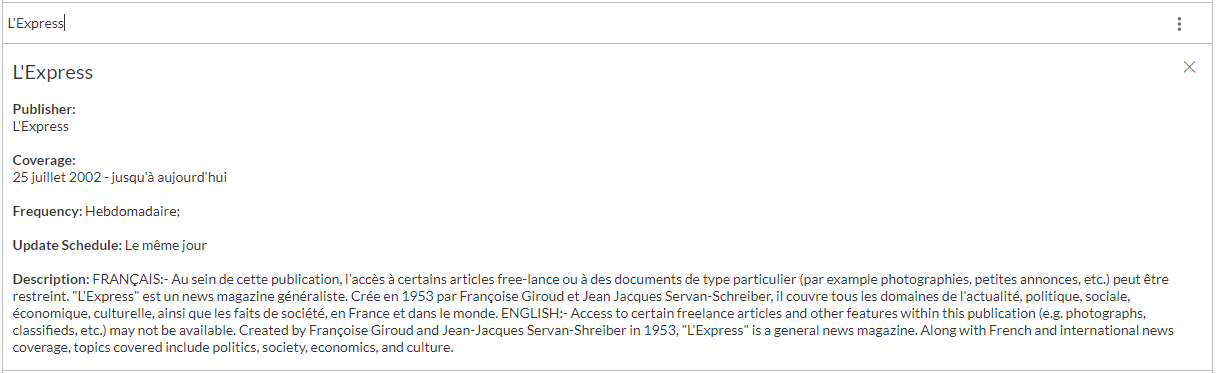 L'Express
L'Express
Publisher:
L'Express
Coverage:
25 juillet 2002 - jusqu'à aujourd'hui
Frequency: Hebdomadaire;
Update Schedule: Le même jour
Description: FRANÇAIS:- Au sein de cette publication, l'accès à certains articles free-lance ou à des documents de type particulier (par example photographies, petites annonces, etc.) peut être
restreint. "L'Express" est un news magazine généraliste. Crée en 1953 par Françoise Giroud et Jean Jacques Servan-Schreiber, il couvre tous les domaines de l'actualité, politique, sociale,
économique, culturelle, ainsi que les faits de société, en France et dans le monde. ENGLISH:- Access to certain freelance articles and other features within this publication (e.g. photographs,
classifieds, etc.) may not be available. Created by Françoise Giroud and Jean-Jacques Servan-Shreiber in 1953, "L'Express" is a general news magazine. Along with French and international news
coverage, topics covered include politics, society, economics, and culture.